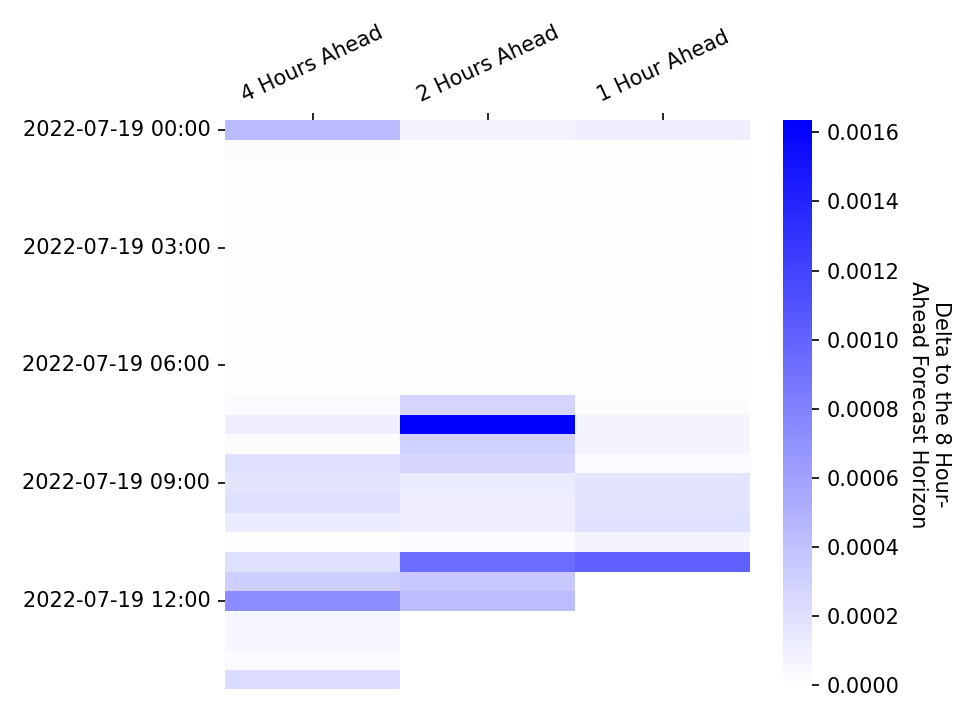 4 Hours Ahead
2 Hours Ahead
1 Hour Ahead
2022-07-19 00:00
2022-07-19 03:00
2022-07-19 06:00
2022-07-19 09:00
2022-07-19 12:00
0.0016
0.0014
0.0012
0.0010
0.0008
0.0006
0.0004
0.0002
0.0000
Delta to the 8 Hour-
Ahead Forecast Horizon